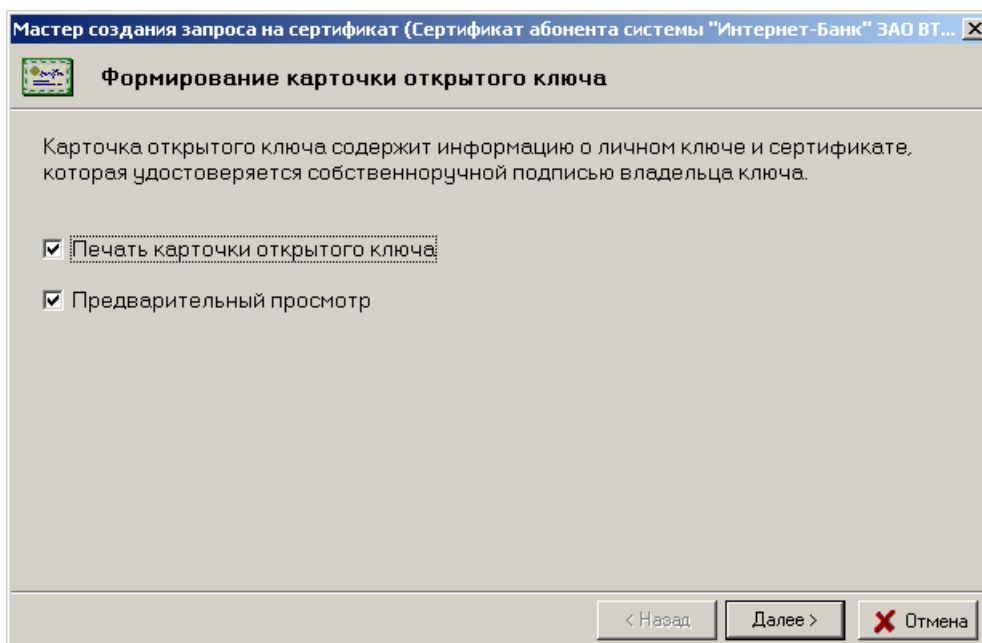 Мастер создания запроса на сертификат (Сертификат абонента системы "Интернет-Банк" ЗАО ВТ...
Формирование карточки открытого ключа
Карточка открытого ключа содержит информацию о личном ключе и сертификате,
которая удостоверяется собственноручной подписью владельца ключа.
Печать карточки открытого ключа
Предварительный просмотр
< Назад Далее > Отмена